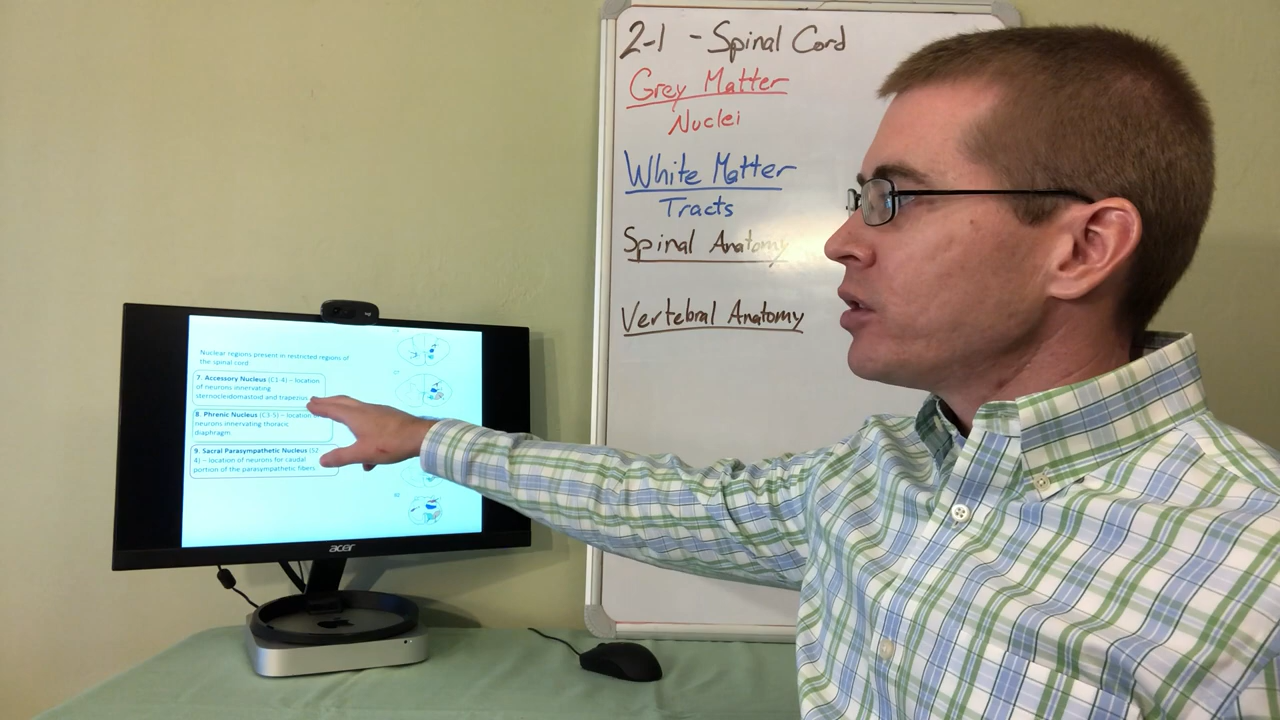 2-1 - Spinal Cord
Grey Matter
Nuclei
White Matter
Tracts
Spinal Anatomy
Vertebral Anatomy
Nuclear regions present in restricted regions of
the spinal cord
7. Accessory Nucleus (C1-4) – location
of neurons innervating
sternocleidomastoid and trapezius
8. Phrenic Nucleus (C3-5) – location
neurons innervating thoracic
diaphragm.
9. Sacral Parasympathetic Nucleus (S2
4) – location of neurons for caudal
portion of the parasympathetic fibers
acer